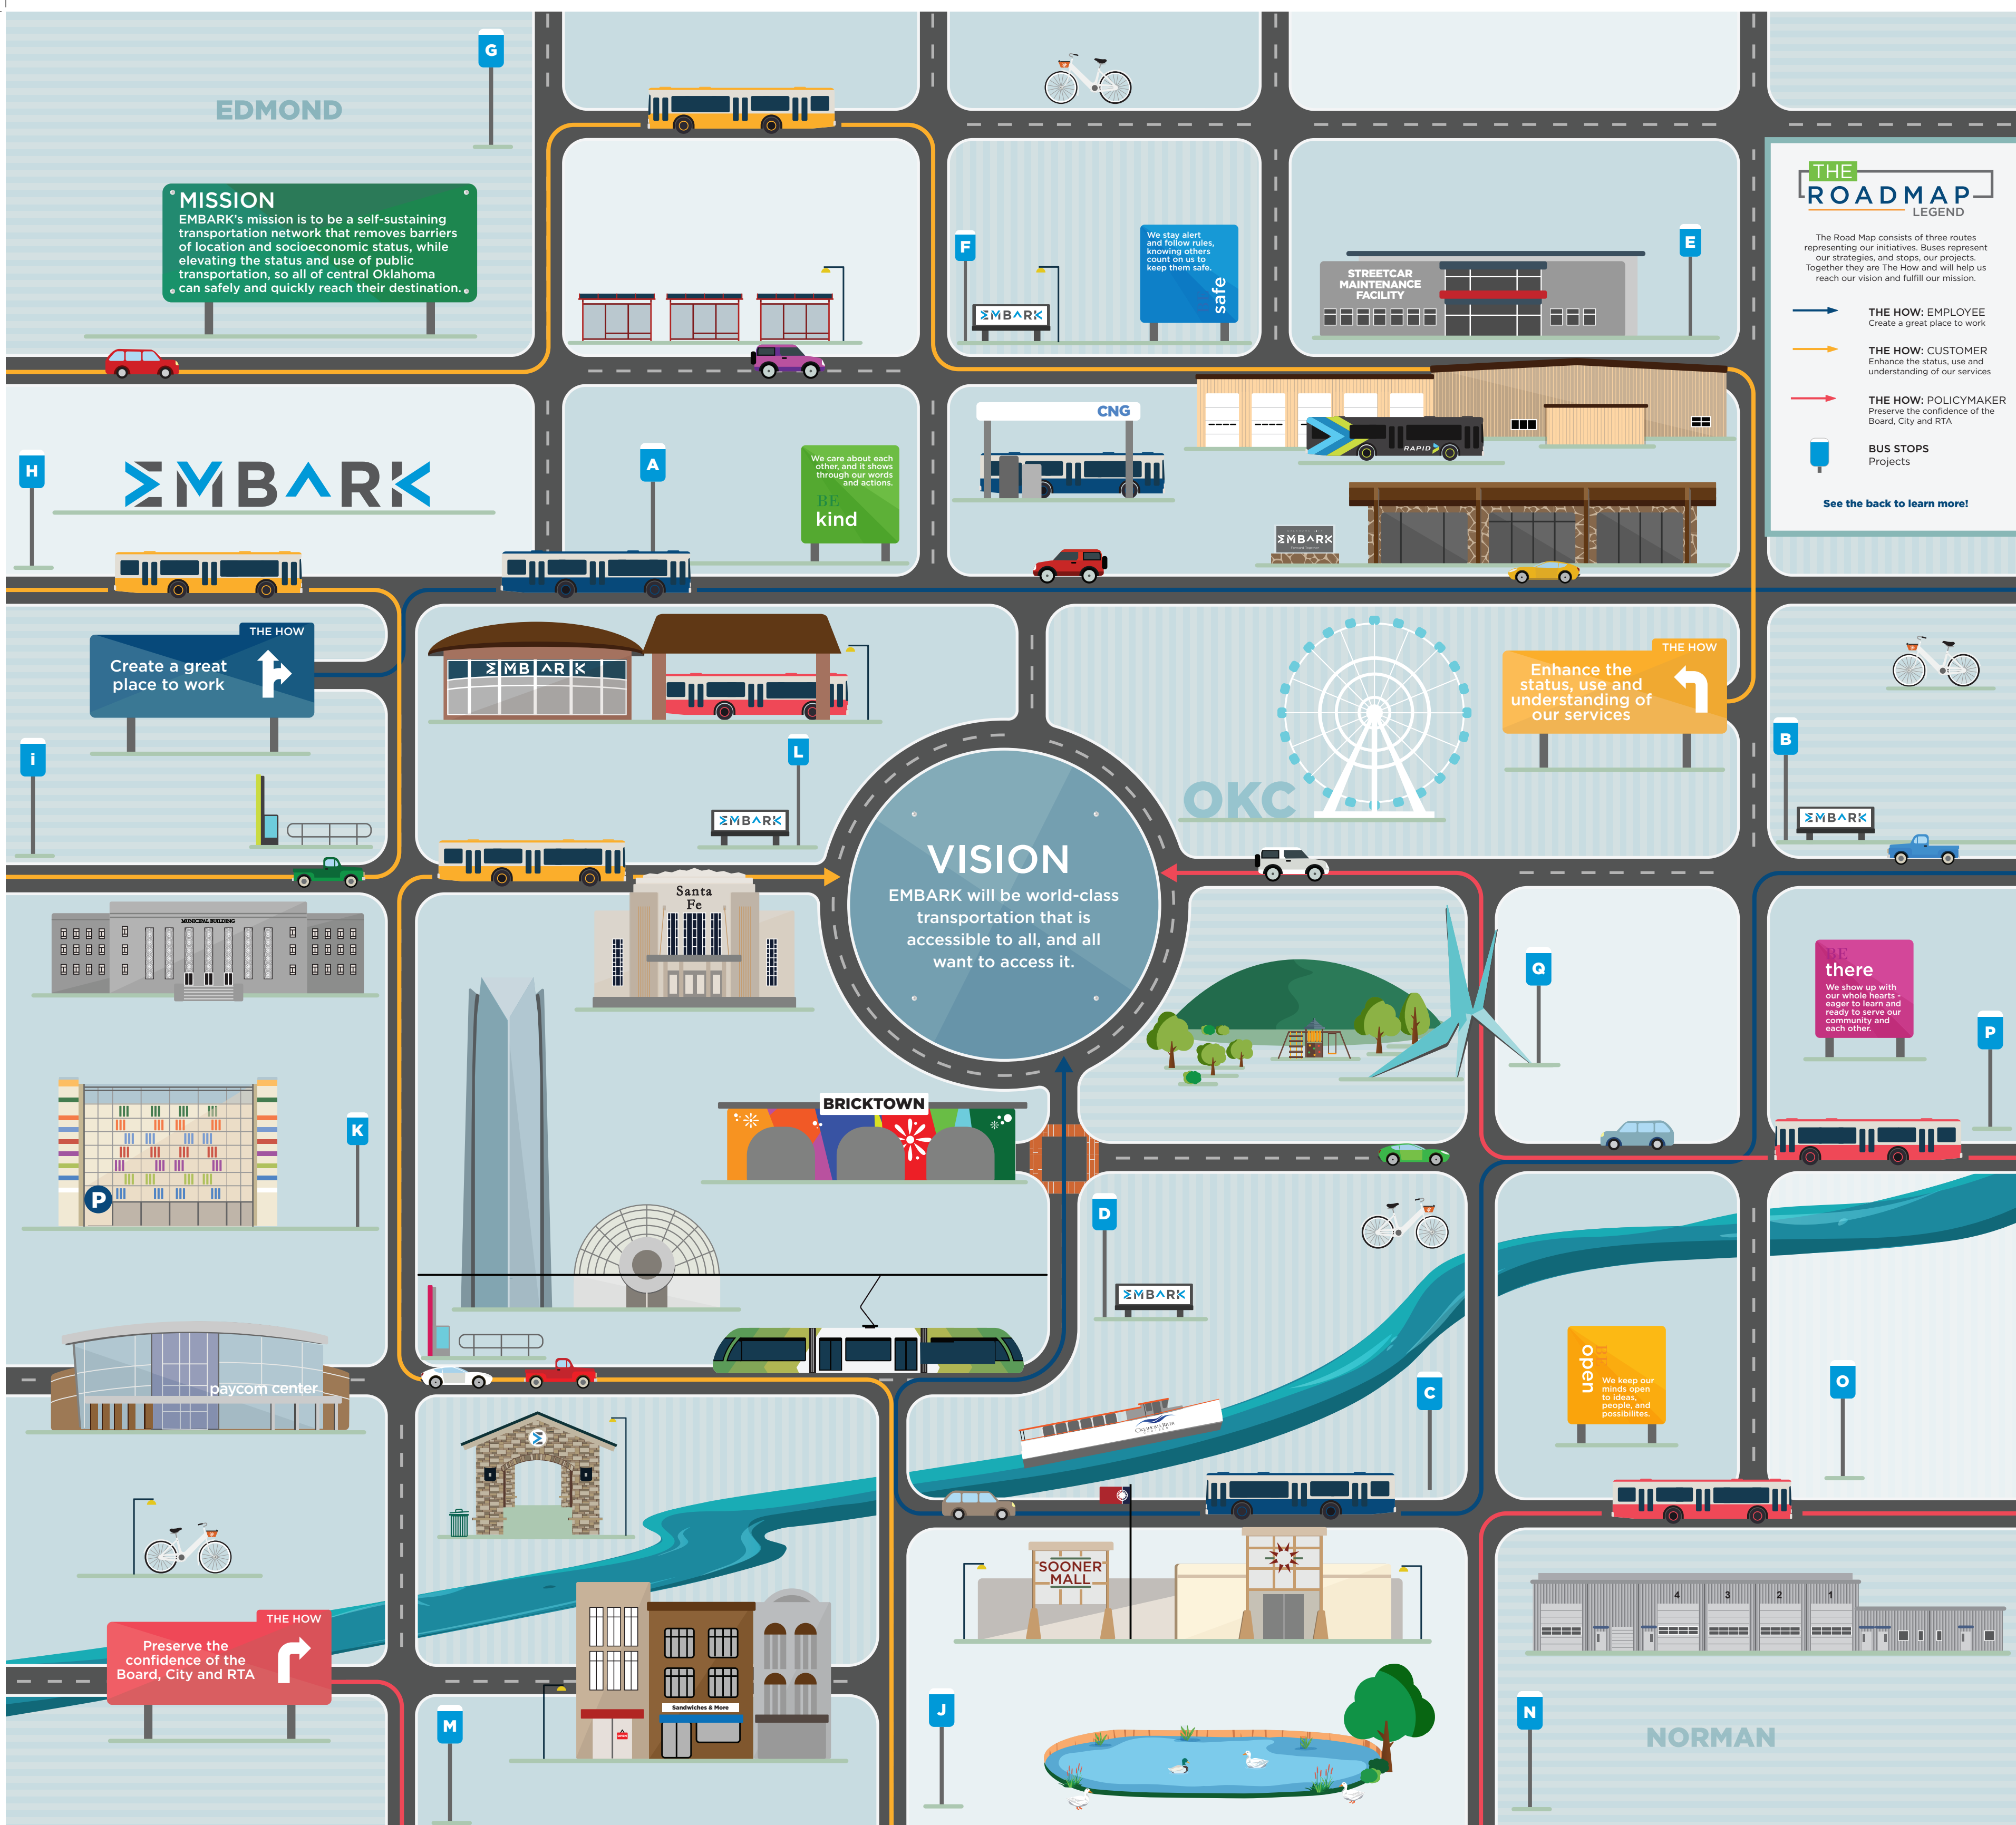 G
EDMOND
MISSION
EMBARK's mission is to be a self-sustaining
transportation network that removes barriers
of location and socioeconomic status, while
elevating the status and use of public
transportation, so all of central Oklahoma
can safely and quickly reach their destination.
F
EMBARK
We stay alert
and follow rules,
knowing others
count on us to
keep them safe.
BE
safe
STREETCAR
MAINTENANCE
FACILITY
E
THE
ROADMAP
LEGEND
The Road Map consists of three routes
representing our initiatives. Buses represent
our strategies, and stops, our projects.
Together they are The How and will help us
reach our vision and fulfill our mission.
THE HOW: EMPLOYEE
Create a great place to work
THE HOW: CUSTOMER
Enhance the status, use and
understanding of our services
THE HOW: POLICYMAKER
Preserve the confidence of the
Board, City and RTA
BUS STOPS
Projects
See the back to learn more!
H
EMBARK
A
We care about each
other, and it shows
through our words
and actions.
BE
kind
CNG
RAPID
EMBARK
THE HOW
Create a great
place to work
EMBARK
i
L
EMBARK
OKC
THE HOW
Enhance the
status, use and
understanding of
our services
B
EMBARK
VISION
EMBARK will be world-class
transportation that is
accessible to all, and all
want to access it.
MUNICIPAL BUILDING
Santa
Fe
Q
BE
there
We show up with
our whole hearts -
eager to learn and
ready to serve our
community and
each other.
P
K
P
BRICKTOWN
D
EMBARK
paycom center
C
OKLAHOMA RIVER
BE
open
We keep our
minds open
to ideas,
people, and
possibilites.
O
SOONER
MALL
4 3 2 1
THE HOW
Preserve the
confidence of the
Board, City and RTA
M
Sandwiches & More
J
N
NORMAN